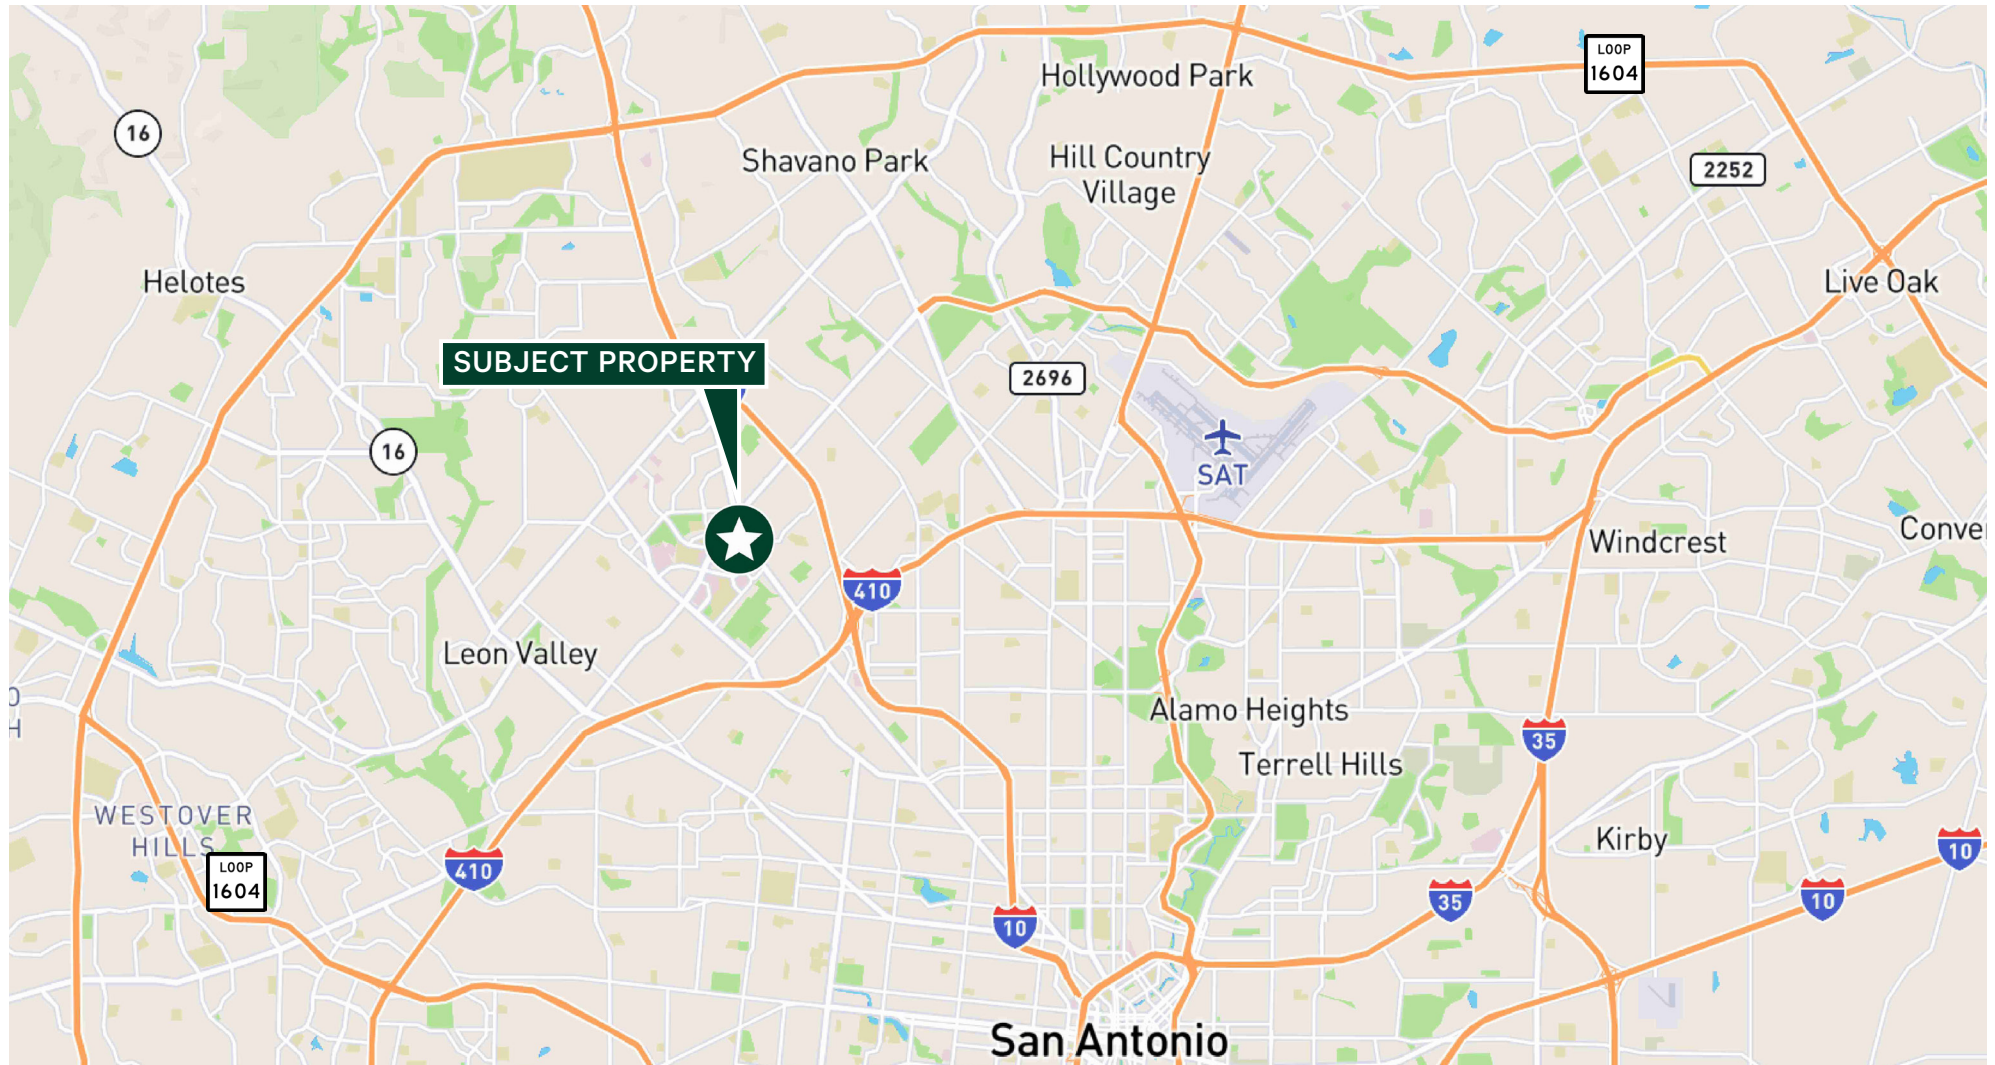 LOOP
1604
Hollywood Park
16
Shavano Park
Hill Country
Village
2252
Helotes
Live Oak
SUBJECT PROPERTY
2696
16
SAT
Windcrest
Conve
410
Leon Valley
Alamo Heights
35
Terrell Hills
WESTOVER
HILLS
Kirby
10
LOOP
1604
410
35
10
10
San Antonio